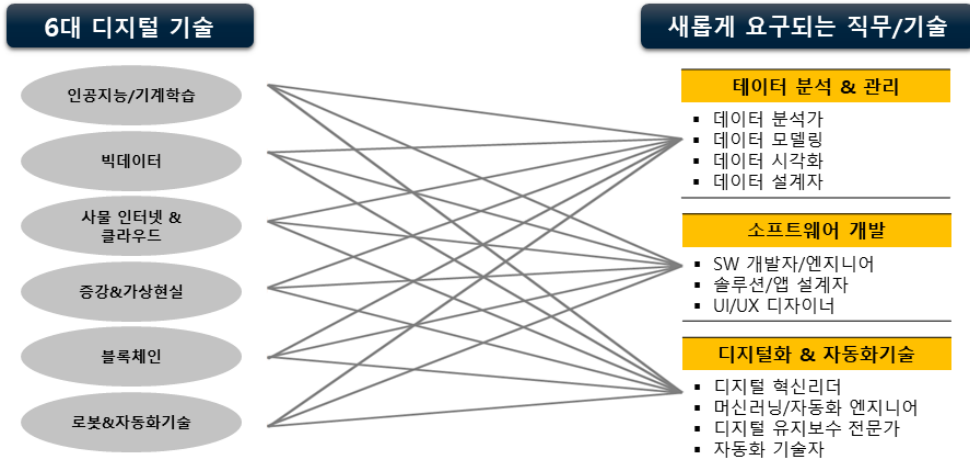 6대 디지털 기술
인공지능/기계학습
빅데이터
사물 인터넷 &
클라우드
증강&가상현실
블록체인
로봇&자동화기술
새롭게 요구되는 직무/기술
테이터 분석 & 관리
▪ 데이터 분석가
▪ 데이터 모델링
▪ 데이터 시각화
▪ 데이터 설계자
소프트웨어 개발
▪ SW 개발자/엔지니어
▪ 솔루션/앱 설계자
▪ UI/UX 디자이너
디지털화 & 자동화기술
▪ 디지털 혁신리더
▪ 머신러닝/자동화 엔지니어
▪ 디지털 유지보수 전문가
▪ 자동화 기술자